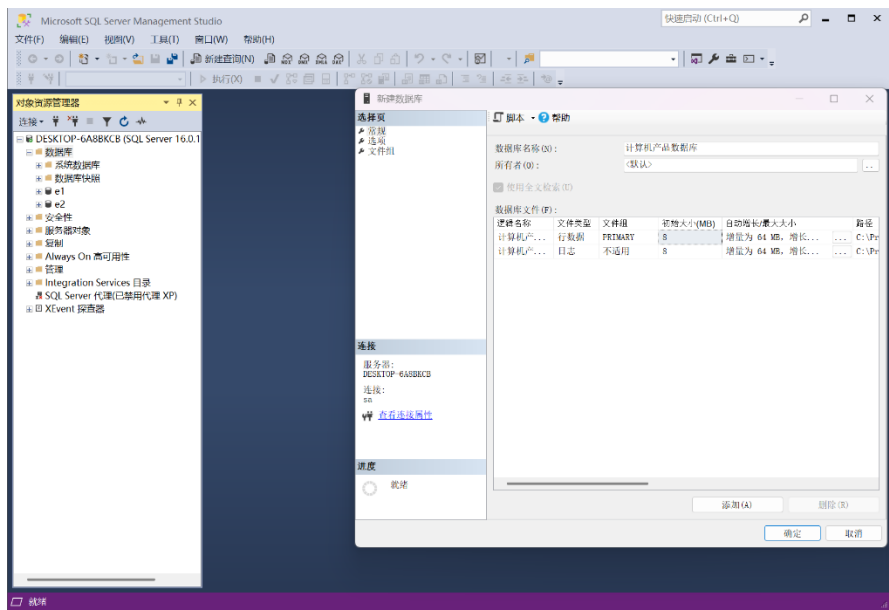 Microsoft SQL Server Management Studio
快速启动 (Ctrl+Q)
文件(F) 编辑(E) 视图(V) 工具(T) 窗口(W) 帮助(H)
新建查询(N)
执行(X)
对象资源管理器
连接
DESKTOP-6A8BKCB (SQL Server 16.0.1
数据库
系统数据库
数据库快照
e1
e2
安全性
服务器对象
复制
Always On 高可用性
管理
Integration Services 目录
SQL Server 代理(已禁用代理 XP)
XEvent 探查器
新建数据库
选择页
常规
选项
文件组
脚本 帮助
数据库名称(N): 计算机产品数据库
所有者(O): <默认> ...
使用全文检索(U)
数据库文件(F):
逻辑名称 文件类型 文件组 初始大小(MB) 自动增长/最大大小 路径
计算机产... 行数据 PRIMARY 8 增量为 64 MB，增长... ... C:\Pr
计算机产... 日志 不适用 8 增量为 64 MB，增长... ... C:\Pr
连接
服务器:
DESKTOP-6A8BKCB
连接:
sa
查看连接属性
进度
就绪
添加(A) 删除(R)
确定 取消
就绪